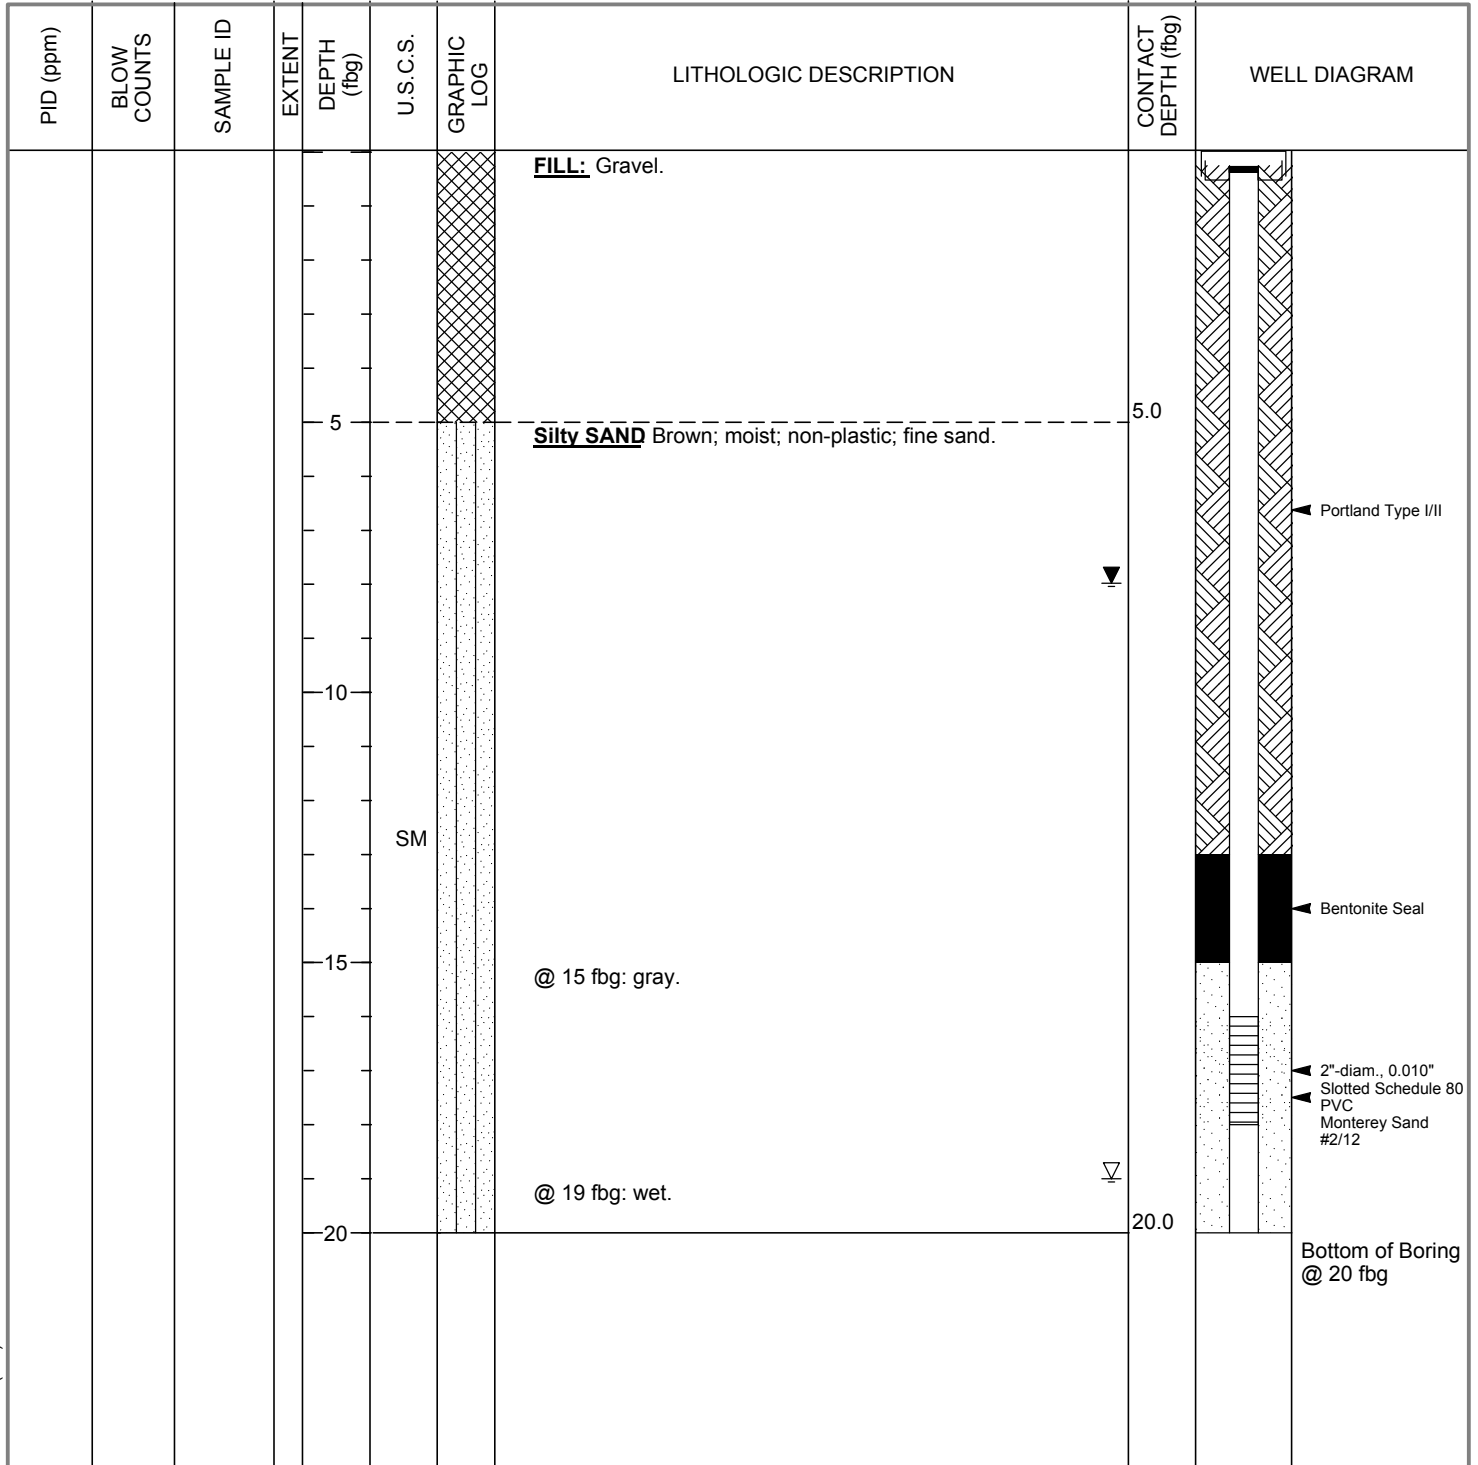 PID (ppm)
BLOW
COUNTS
SAMPLE ID
EXTENT
DEPTH
(fbg)
U.S.C.S.
GRAPHIC
LOG
LITHOLOGIC DESCRIPTION
CONTACT
DEPTH (fbg)
WELL DIAGRAM
FILL: Gravel.
5
5.0
Silty SAND Brown; moist; non-plastic; fine sand.
Portland Type I/II
10
SM
Bentonite Seal
15
@ 15 fbg: gray.
2"-diam., 0.010"
Slotted Schedule 80
PVC
Monterey Sand
#2/12
@ 19 fbg: wet.
20
20.0
Bottom of Boring
@ 20 fbg